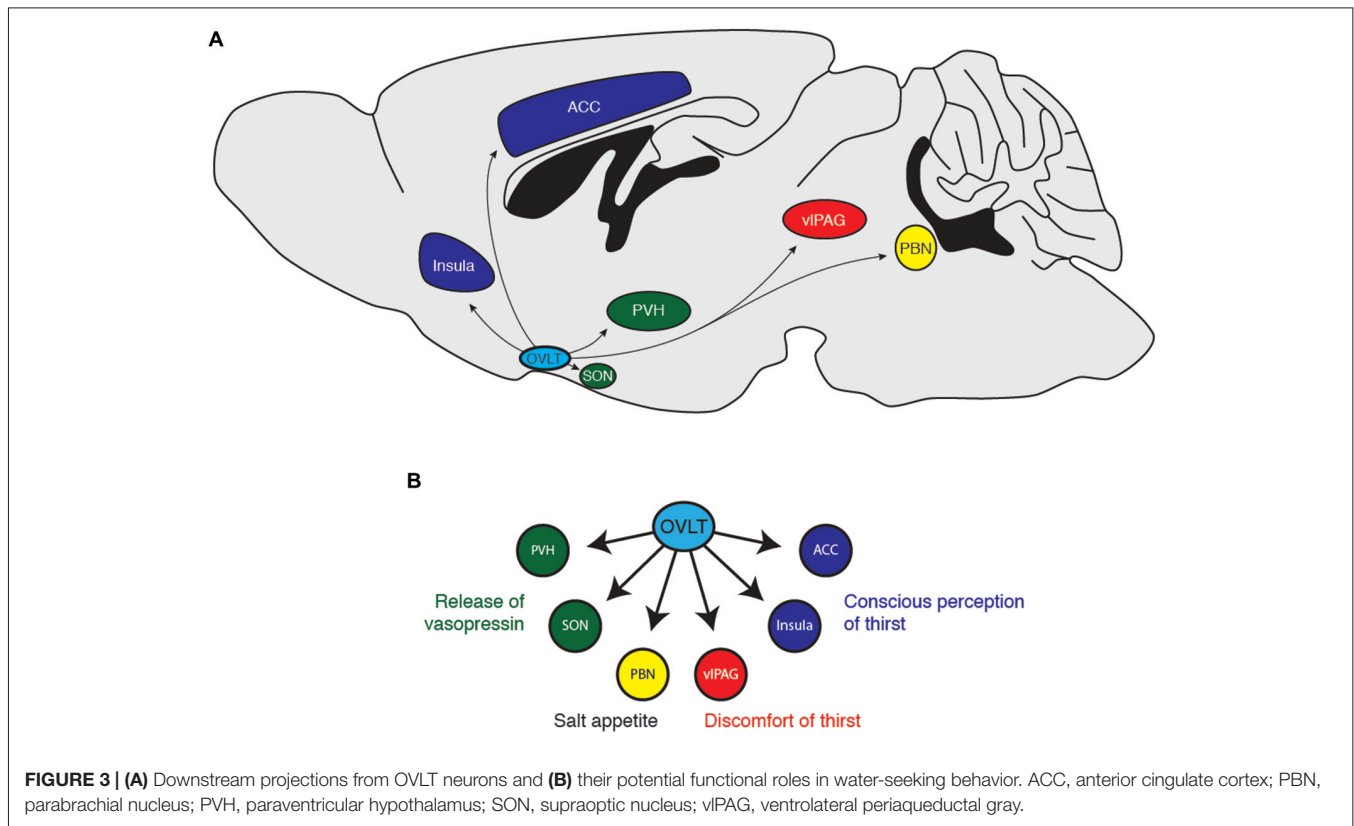 A
ACC
vlPAG
PBN
Insula
PVH
OVLT
SON
B
OVLT
PVH
ACC
Release of
vasopressin
Conscious perception
of thirst
SON
Insula
PBN
vlPAG
Salt appetite
Discomfort of thirst
FIGURE 3 | (A) Downstream projections from OVLT neurons and (B) their potential functional roles in water-seeking behavior. ACC, anterior cingulate cortex; PBN,
parabrachial nucleus; PVH, paraventricular hypothalamus; SON, supraoptic nucleus; vlPAG, ventrolateral periaqueductal gray.